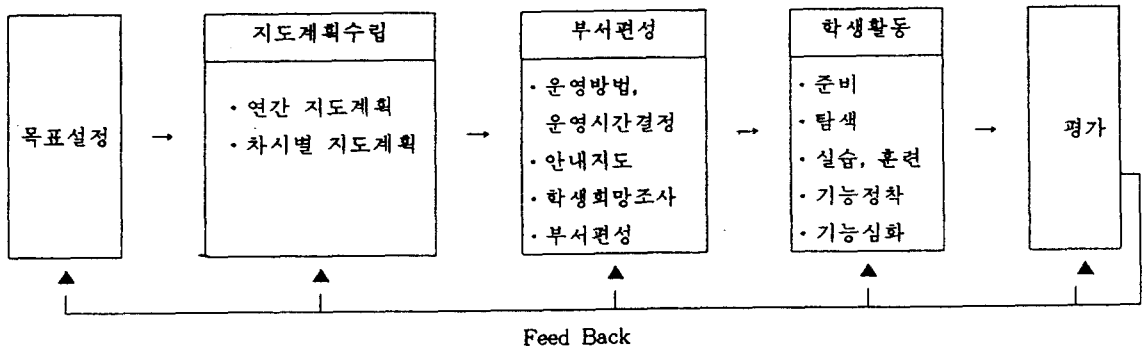 목표설정
→
지도계획수립
· 연간 지도계획
· 차시별 지도계획
→
부서편성
· 운영방법,
운영시간결정
· 안내지도
· 학생희망조사
· 부서편성
→
학생활동
· 준비
· 탐색
· 실습, 훈련
· 기능정착
· 기능심화
→
평가
Feed Back